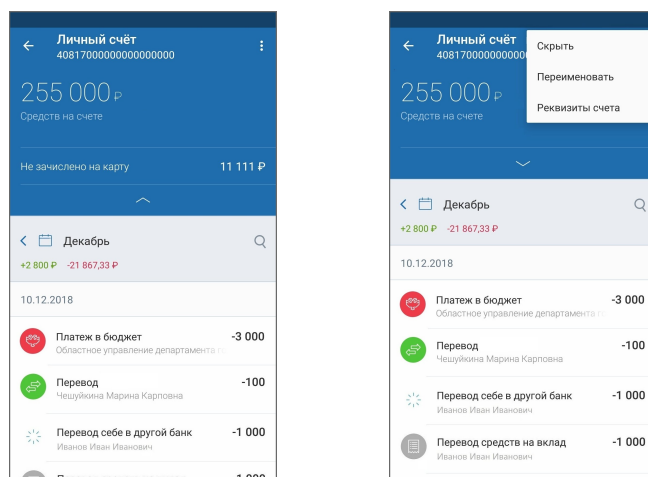 Личный счёт
40817000000000000000
255 000 ₽
Средств на счете
Не зачислено на карту 11 111 ₽
Декабрь
+2 800 ₽ -21 867,33 ₽
10.12.2018
Платеж в бюджет -3 000
Областное управление департамента
Перевод -100
Чешуйкина Марина Карповна
Перевод себе в другой банк -1 000
Иванов Иван Иванович
Личный счёт
4081700000000000
Скрыть
Переименовать
Реквизиты счета
255 000 ₽
Средств на счете
Декабрь
+2 800 ₽ -21 867,33 ₽
10.12.2018
Платеж в бюджет -3 000
Областное управление департамента
Перевод -100
Чешуйкина Марина Карповна
Перевод себе в другой банк -1 000
Иванов Иван Иванович
Перевод средств на вклад -1 000
Иванов Иван Иванович